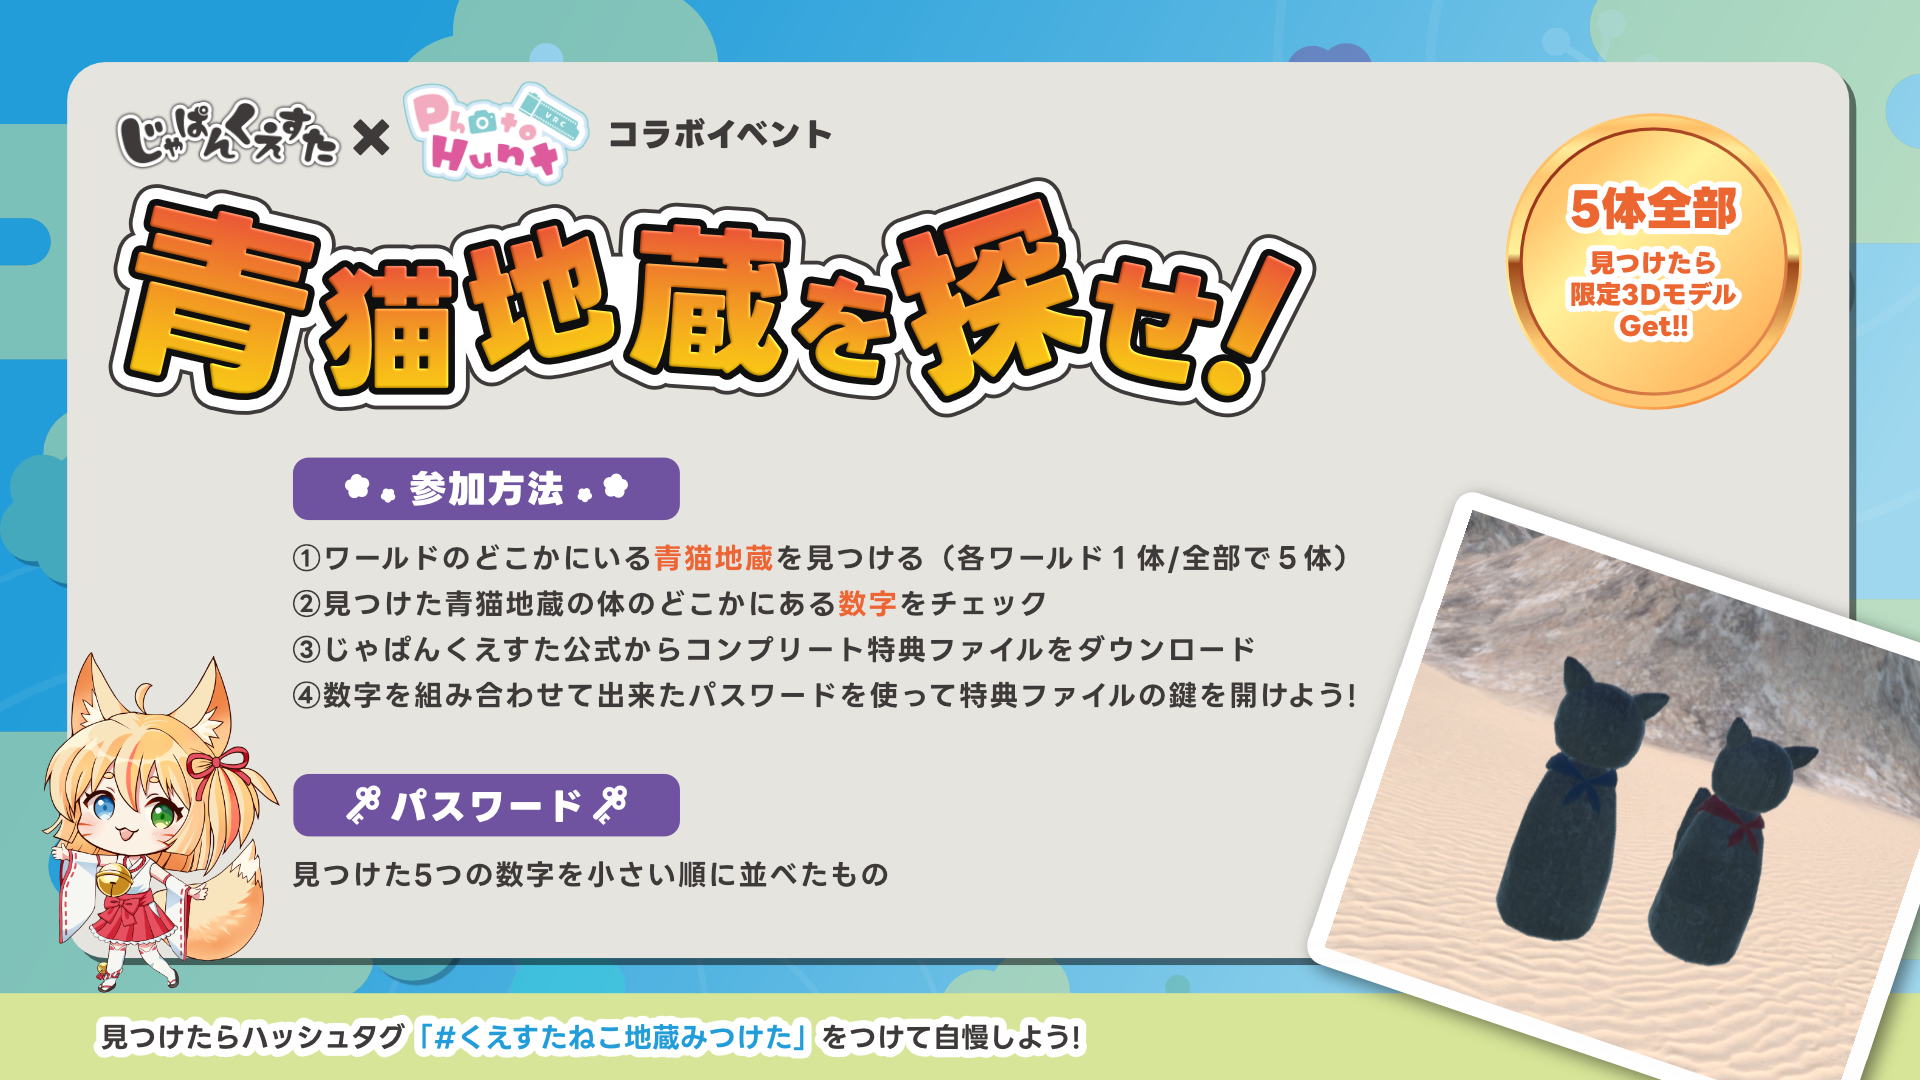 じゃぱんくえすた × Photo Hunt VRC コラボイベント
青猫地蔵を探せ!
5体全部
見つけたら
限定3Dモデル
Get!!
参加方法
①ワールドのどこかにいる青猫地蔵を見つける（各ワールド１体/全部で５体）
②見つけた青猫地蔵の体のどこかにある数字をチェック
③じゃぱんくえすた公式からコンプリート特典ファイルをダウンロード
④数字を組み合わせて出来たパスワードを使って特典ファイルの鍵を開けよう!
パスワード
見つけた5つの数字を小さい順に並べたもの
見つけたらハッシュタグ「#くえすたねこ地蔵みつけた」をつけて自慢しよう!